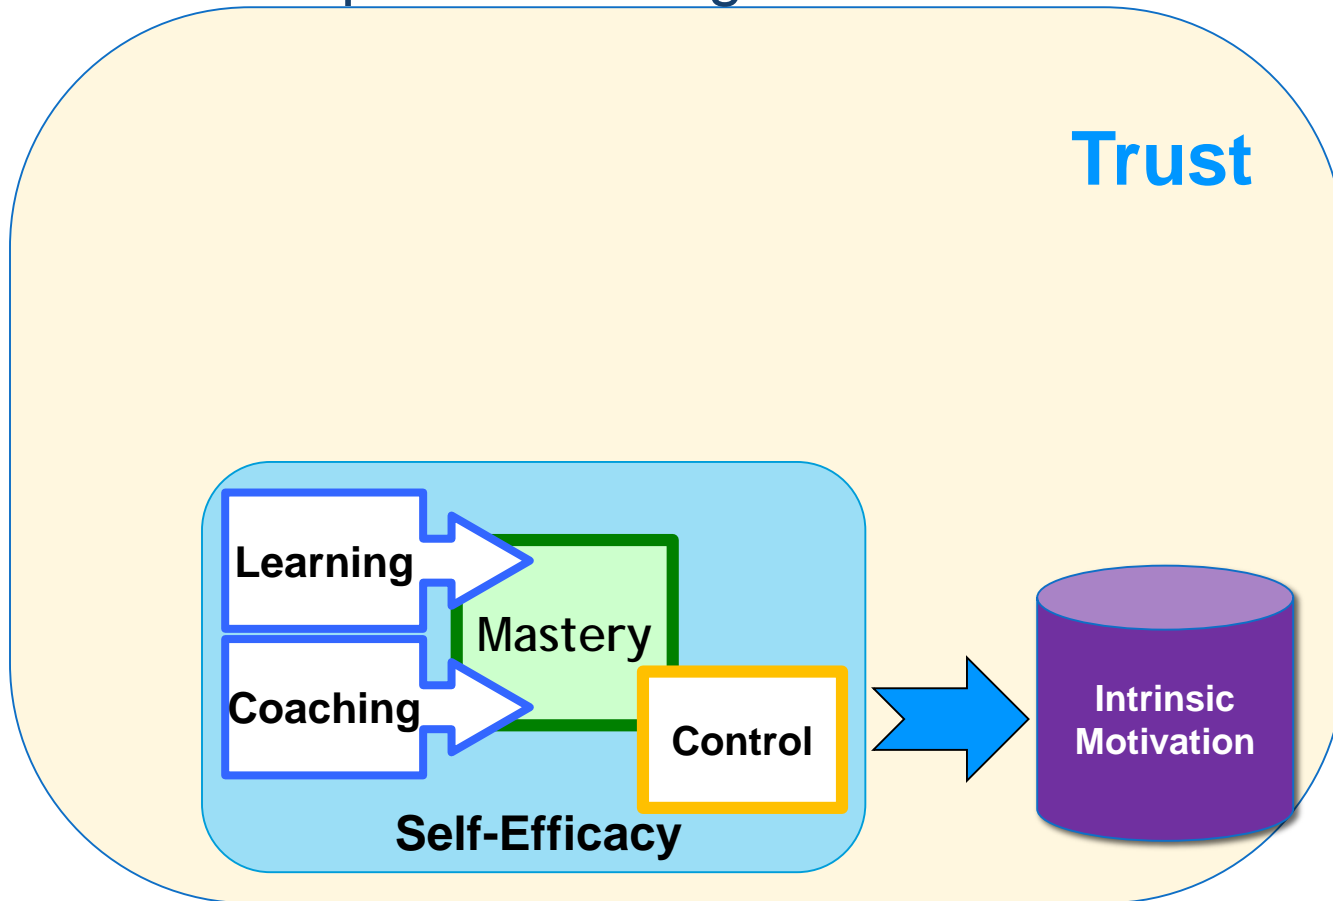 Trust
Learning
Mastery
Coaching
Control
Intrinsic
Motivation
Self-Efficacy